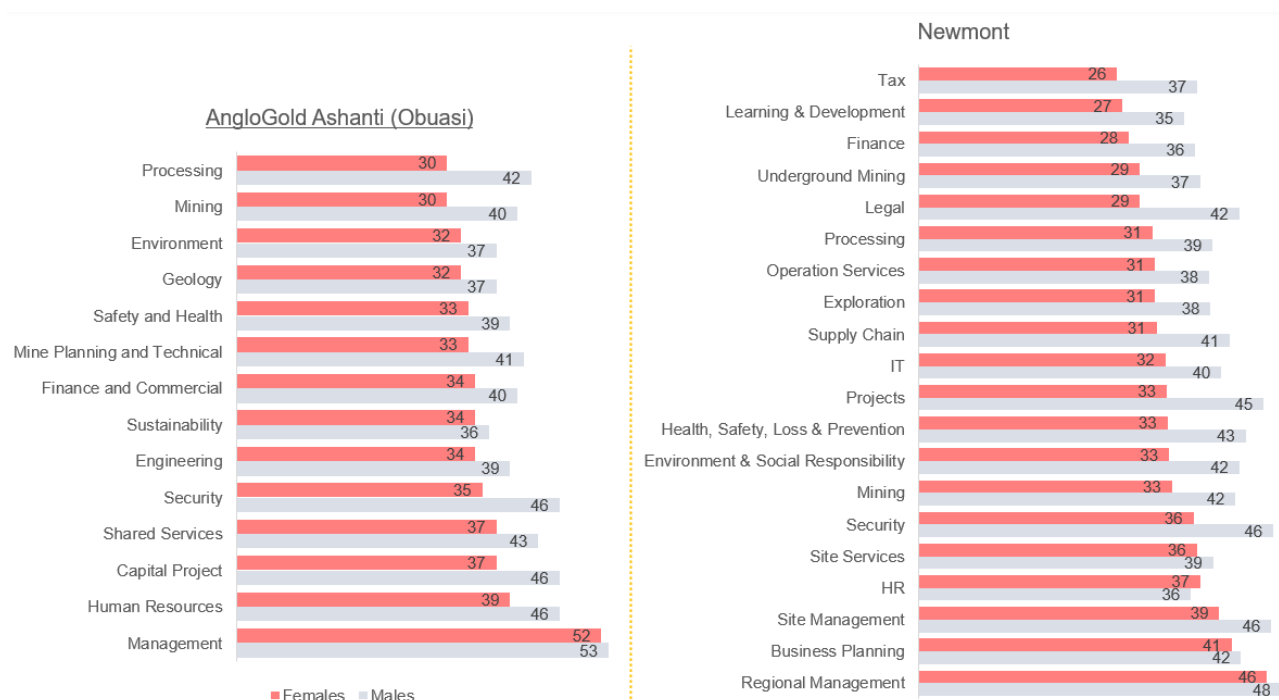 AngloGold Ashanti (Obuasi)
Processing 30 42
Mining 30 40
Environment 32 37
Geology 32 37
Safety and Health 33 39
Mine Planning and Technical 33 41
Finance and Commercial 34 40
Sustainability 34 36
Engineering 34 39
Security 35 46
Shared Services 37 43
Capital Project 37 46
Human Resources 39 46
Management 52 53
Females Males
Newmont
Tax 26 37
Learning & Development 27 35
Finance 28 36
Underground Mining 29 37
Legal 29 42
Processing 31 39
Operation Services 31 38
Exploration 31 38
Supply Chain 31 41
IT 32 40
Projects 33 45
Health, Safety, Loss & Prevention 33 43
Environment & Social Responsibility 33 42
Mining 33 42
Security 36 46
Site Services 36 39
HR 37 36
Site Management 39 46
Business Planning 41 42
Regional Management 46 48